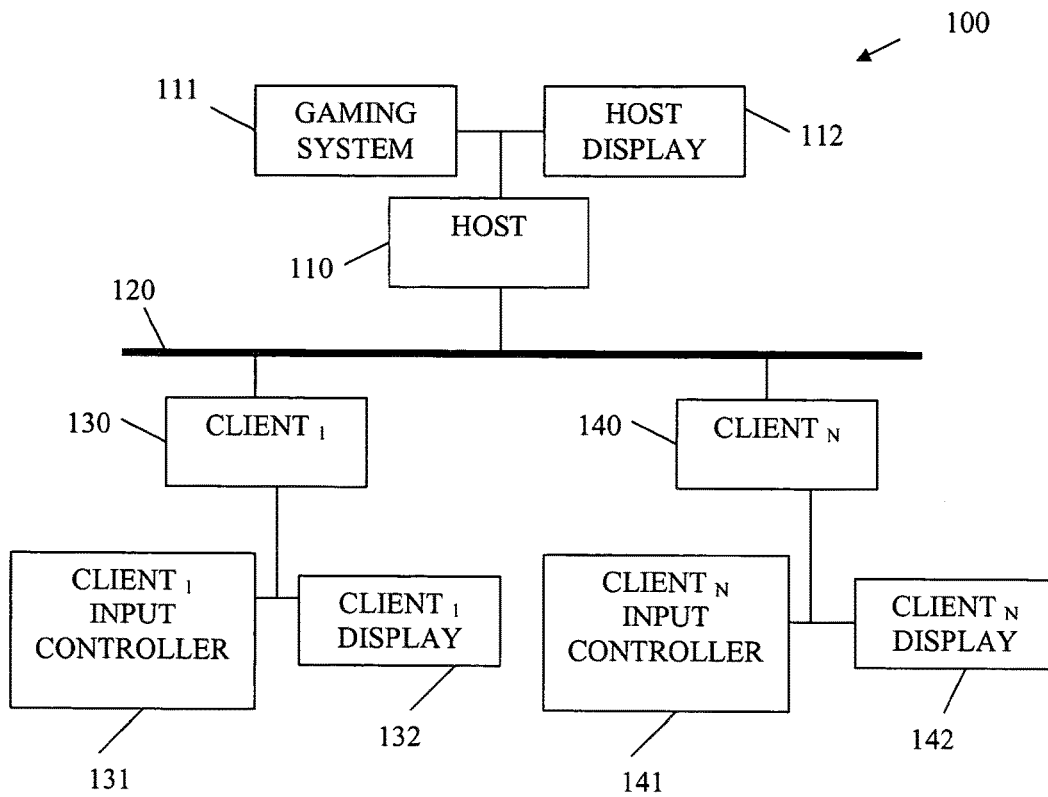 100
111
GAMING
SYSTEM
HOST
DISPLAY
112
HOST
110
120
130
CLIENT 1
140
CLIENT N
CLIENT 1
INPUT
CONTROLLER
CLIENT 1
DISPLAY
CLIENT N
INPUT
CONTROLLER
CLIENT N
DISPLAY
132
142
131
141